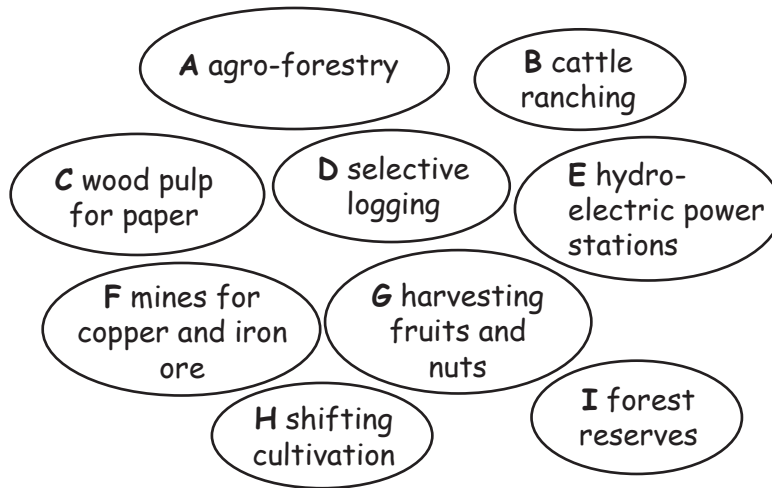 A agro-forestry
B cattle
ranching
C wood pulp
for paper
D selective
logging
E hydro-
electric power
stations
F mines for
copper and iron
ore
G harvesting
fruits and
nuts
H shifting
cultivation
I forest
reserves